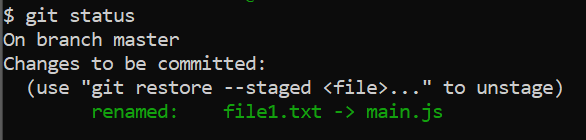 $ git status
On branch master
Changes to be committed:
  (use "git restore --staged <file>..." to unstage)
        renamed:    file1.txt -> main.js